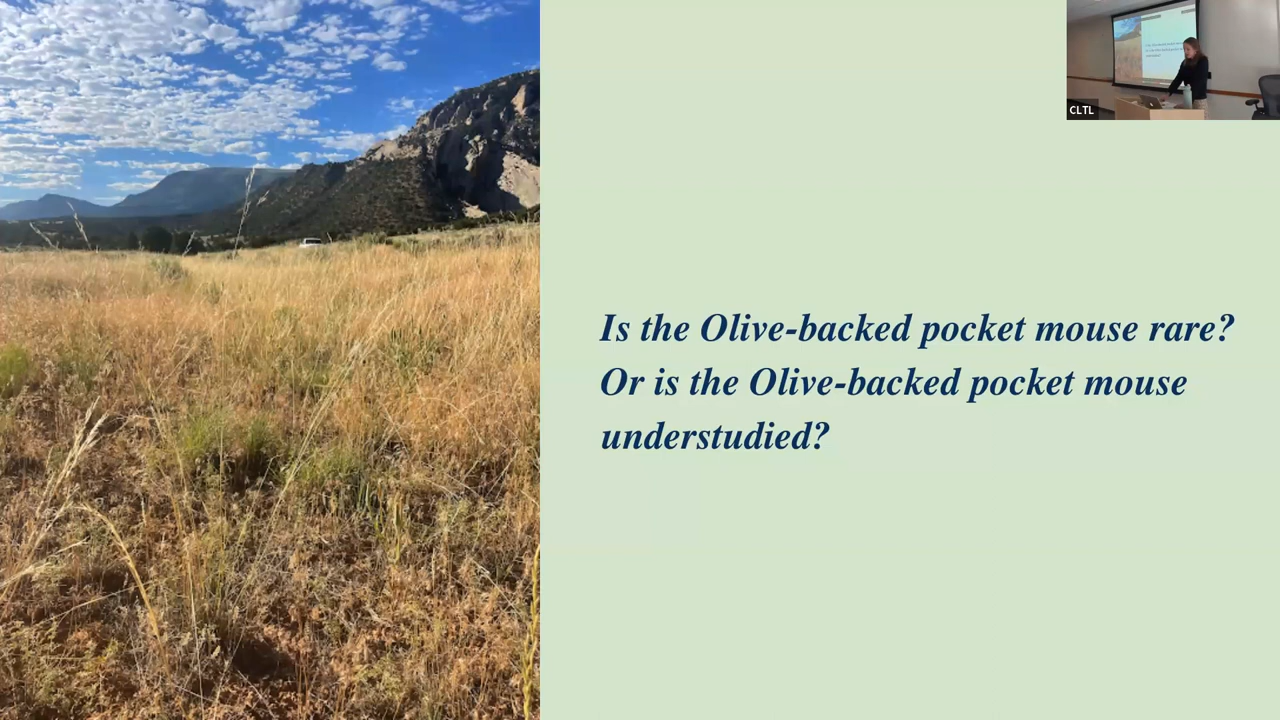 CLTL
Is the Olive-backed pocket mouse rare?
Or is the Olive-backed pocket mouse
understudied?